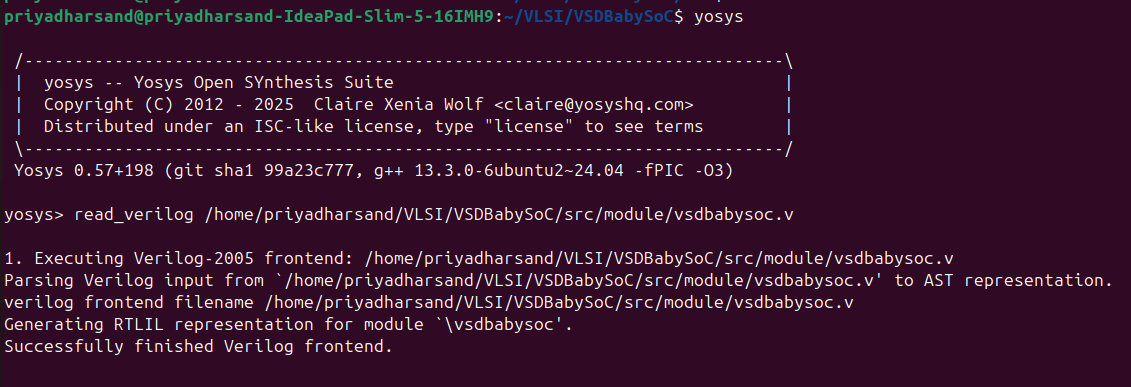 priyadharsand@priyadharsand-IdeaPad-Slim-5-16IMH9:~/VLSI/VSDBabySoC$ yosys
/----------------------------------------------------------------------------\
| yosys -- Yosys Open SYnthesis Suite |
| Copyright (C) 2012 - 2025 Claire Xenia Wolf <claire@yosyshq.com> |
| Distributed under an ISC-like license, type "license" to see terms |
\----------------------------------------------------------------------------/
Yosys 0.57+198 (git sha1 99a23c777, g++ 13.3.0-6ubuntu2~24.04 -fPIC -O3)
yosys> read_verilog /home/priyadharsand/VLSI/VSDBabySoC/src/module/vsdbabysoc.v
1. Executing Verilog-2005 frontend: /home/priyadharsand/VLSI/VSDBabySoC/src/module/vsdbabysoc.v
Parsing Verilog input from `/home/priyadharsand/VLSI/VSDBabySoC/src/module/vsdbabysoc.v' to AST representation.
verilog frontend filename /home/priyadharsand/VLSI/VSDBabySoC/src/module/vsdbabysoc.v
Generating RTLIL representation for module `\vsdbabysoc'.
Successfully finished Verilog frontend.